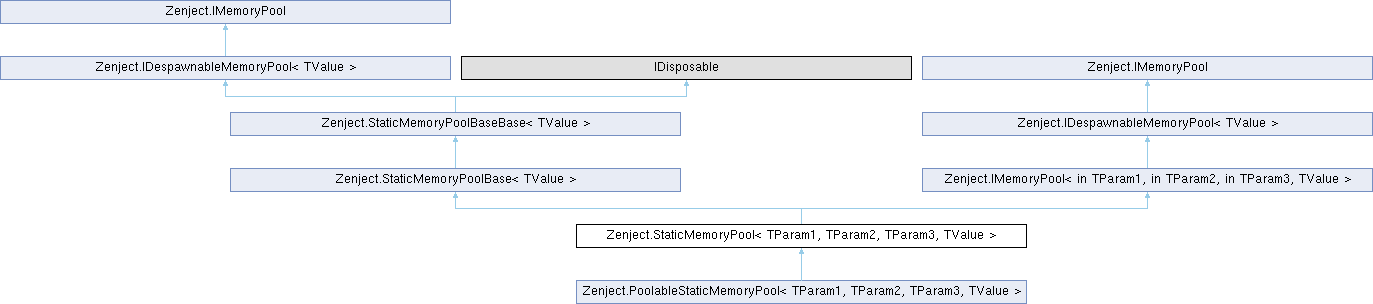 Zenject.IMemoryPool
Zenject.IDespawnableMemoryPool< TValue >
IDisposable
Zenject.IMemoryPool
Zenject.StaticMemoryPoolBaseBase< TValue >
Zenject.IDespawnableMemoryPool< TValue >
Zenject.StaticMemoryPoolBase< TValue >
Zenject.IMemoryPool< in TParam1, in TParam2, in TParam3, TValue >
Zenject.StaticMemoryPool< TParam1, TParam2, TParam3, TValue >
Zenject.PoolableStaticMemoryPool< TParam1, TParam2, TParam3, TValue >